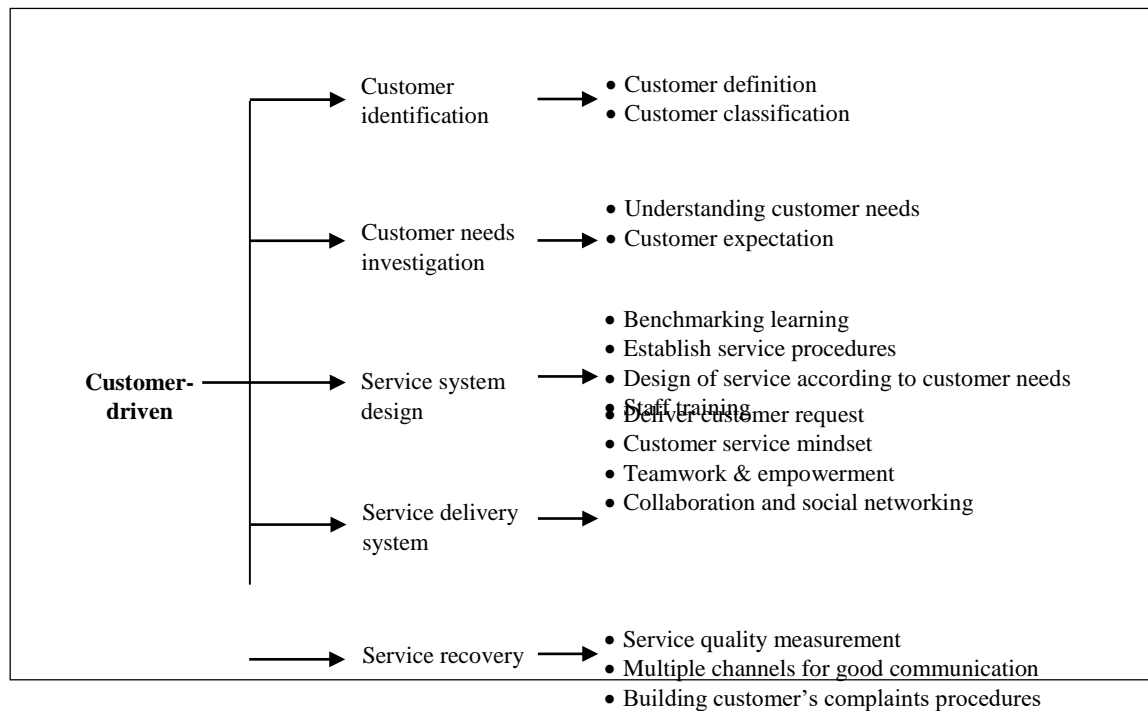 Customer-
driven
Customer
identification
• Customer definition
• Customer classification
Customer needs
investigation
• Understanding customer needs
• Customer expectation
Service system
design
• Benchmarking learning
• Establish service procedures
• Design of service according to customer needs
• Staff training
Service delivery
system
• Deliver customer request
• Customer service mindset
• Teamwork & empowerment
• Collaboration and social networking
Service recovery
• Service quality measurement
• Multiple channels for good communication
• Building customer’s complaints procedures